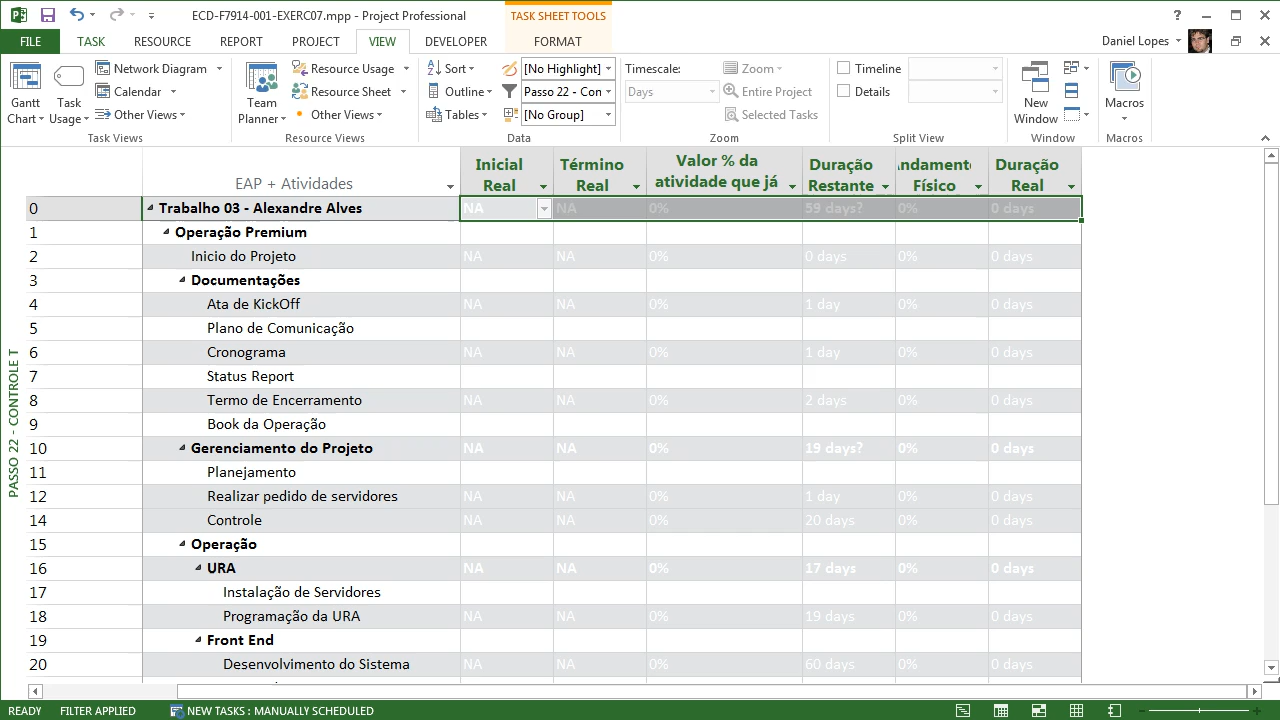 ECD-F7914-001-EXERC07.mpp - Project Professional
TASK SHEET TOOLS
FILE TASK RESOURCE REPORT PROJECT VIEW DEVELOPER FORMAT
Daniel Lopes
Gantt Chart
Task Usage
Network Diagram
Calendar
Other Views
Task Views
Team Planner
Resource Usage
Resource Sheet
Other Views
Resource Views
Sort
Outline
Tables
[No Highlight]
Passo 22 - Con
[No Group]
Data
Timescale:
Days
Zoom
Entire Project
Selected Tasks
Zoom
Timeline
Details
Split View
New Window
Window
Macros
Macros
EAP + Atividades
Inicial Real
Término Real
Valor % da atividade que já
Duração Restante
ndament Físico
Duração Real
0 Trabalho 03 - Alexandre Alves NA NA 0% 59 days? 0% 0 days
1 Operação Premium
2 Inicio do Projeto NA NA 0% 0 days 0% 0 days
3 Documentações
4 Ata de KickOff NA NA 0% 1 day 0% 0 days
5 Plano de Comunicação
6 Cronograma NA NA 0% 1 day 0% 0 days
7 Status Report
8 Termo de Encerramento NA NA 0% 2 days 0% 0 days
9 Book da Operação
10 Gerenciamento do Projeto NA NA 0% 19 days? 0% 0 days
11 Planejamento
12 Realizar pedido de servidores NA NA 0% 1 day 0% 0 days
14 Controle NA NA 0% 20 days 0% 0 days
15 Operação
16 URA NA NA 0% 17 days 0% 0 days
17 Instalação de Servidores
18 Programação da URA NA NA 0% 19 days 0% 0 days
19 Front End
20 Desenvolvimento do Sistema NA NA 0% 60 days 0% 0 days
PASSO 22 - CONTROLE T
READY FILTER APPLIED NEW TASKS : MANUALLY SCHEDULED